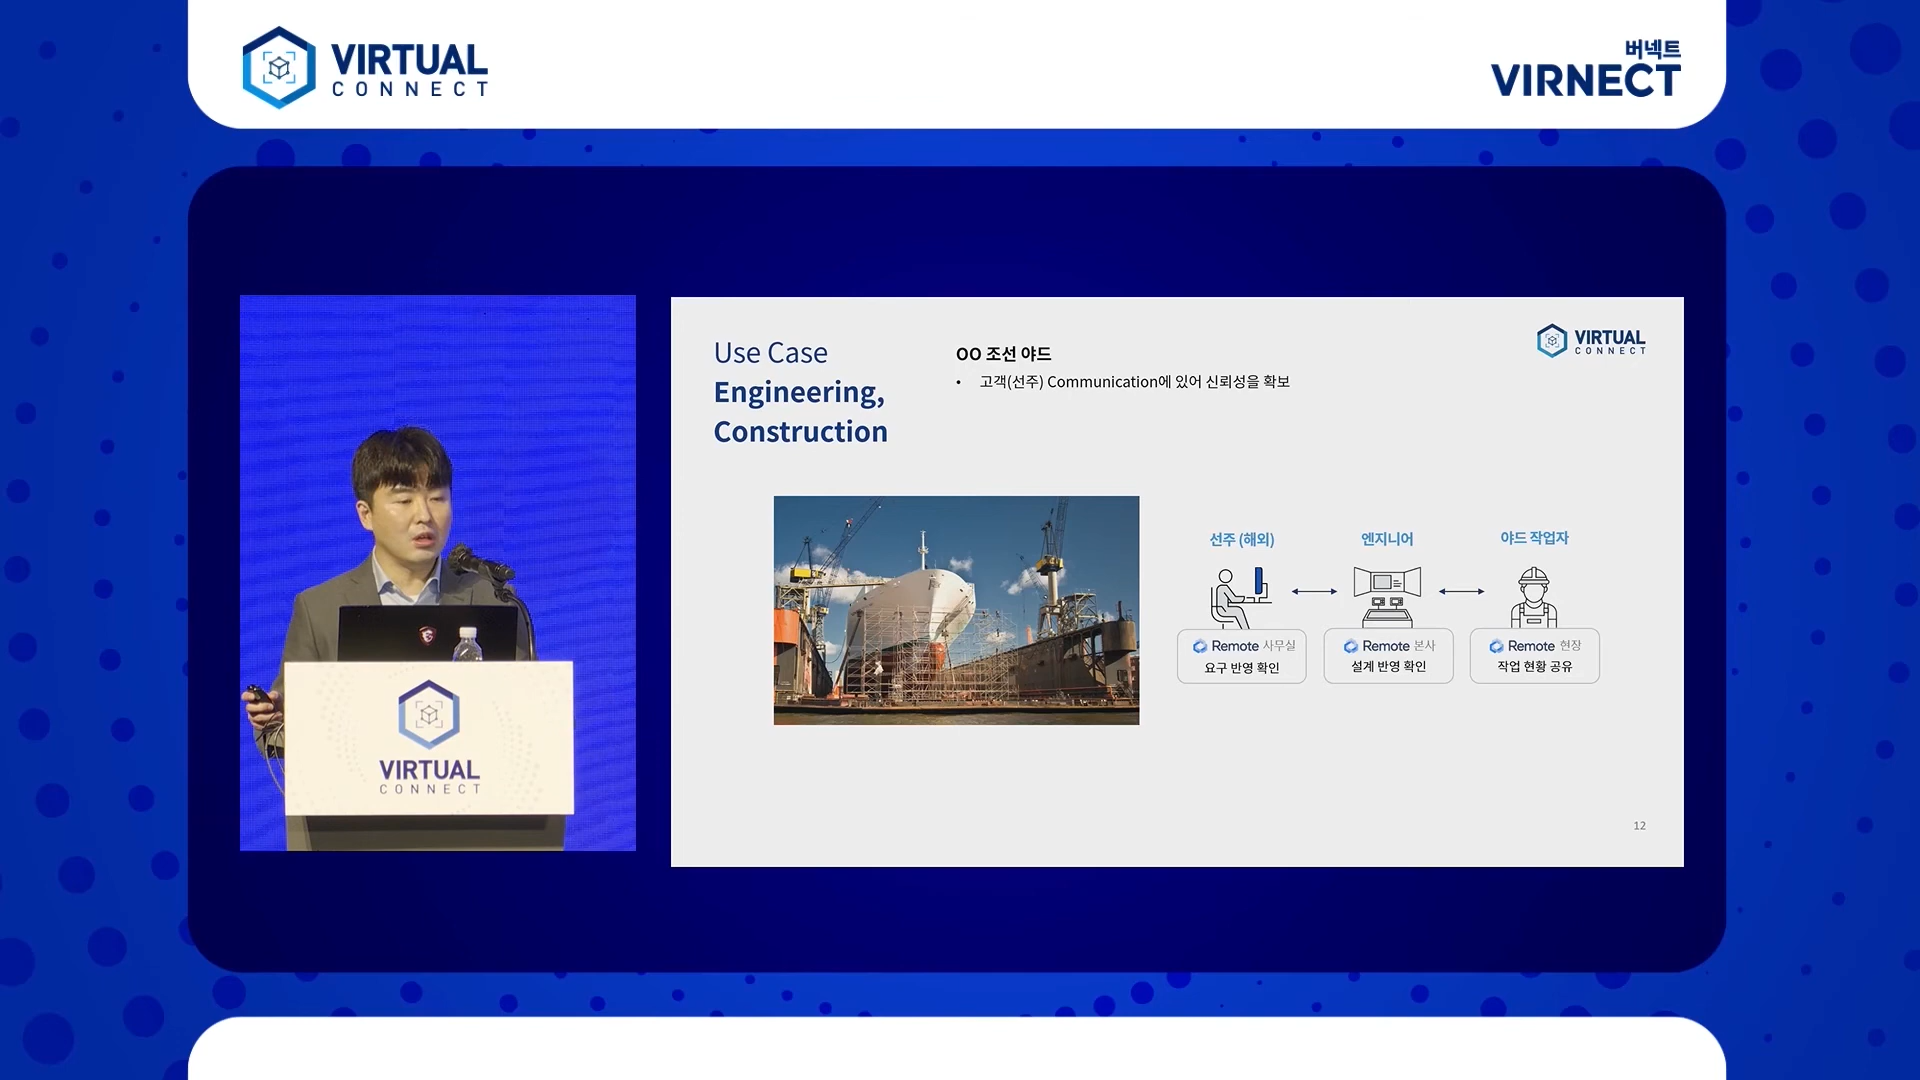 VIRTUAL
CONNECT
버넥트
VIRNECT
Use Case
Engineering,
Construction
OO 조선 야드
• 고객(선주) Communication에 있어 신뢰성을 확보
VIRTUAL
CONNECT
선주 (해외)
엔지니어
야드 작업자
Remote 사무실
요구 반영 확인
Remote 본사
설계 반영 확인
Remote 현장
작업 현황 공유
12
VIRTUAL
CONNECT